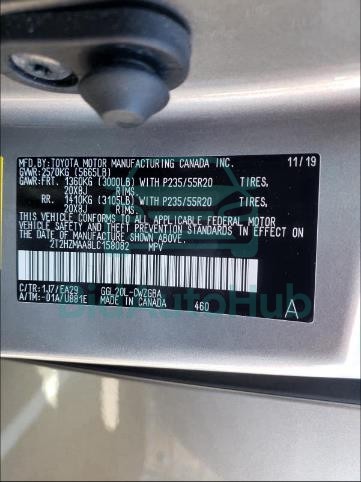 MFD.BY:TOYOTA MOTOR MANUFACTURING CANADA INC. 11/19
GVWR:2570KG (5665LB)
GAWR:FRT. 1360KG (3000LB) WITH P235/55R20 TIRES,
20X8J RIMS.
RR. 1410KG (3105LB) WITH P235/55R20 TIRES,
20X8J RIMS.
THIS VEHICLE CONFORMS TO ALL APPLICABLE FEDERAL MOTOR
VEHICLE SAFETY AND THEFT PREVENTION STANDARDS IN EFFECT ON
THE DATE OF MANUFACTURE SHOWN ABOVE.
2T2HZMAA8LC158082 MPV
C/TR:1J7/EA29 GGL20L-CWZGBA
A/TM:-01A/U881E MADE IN CANADA 460 A
AutoHub